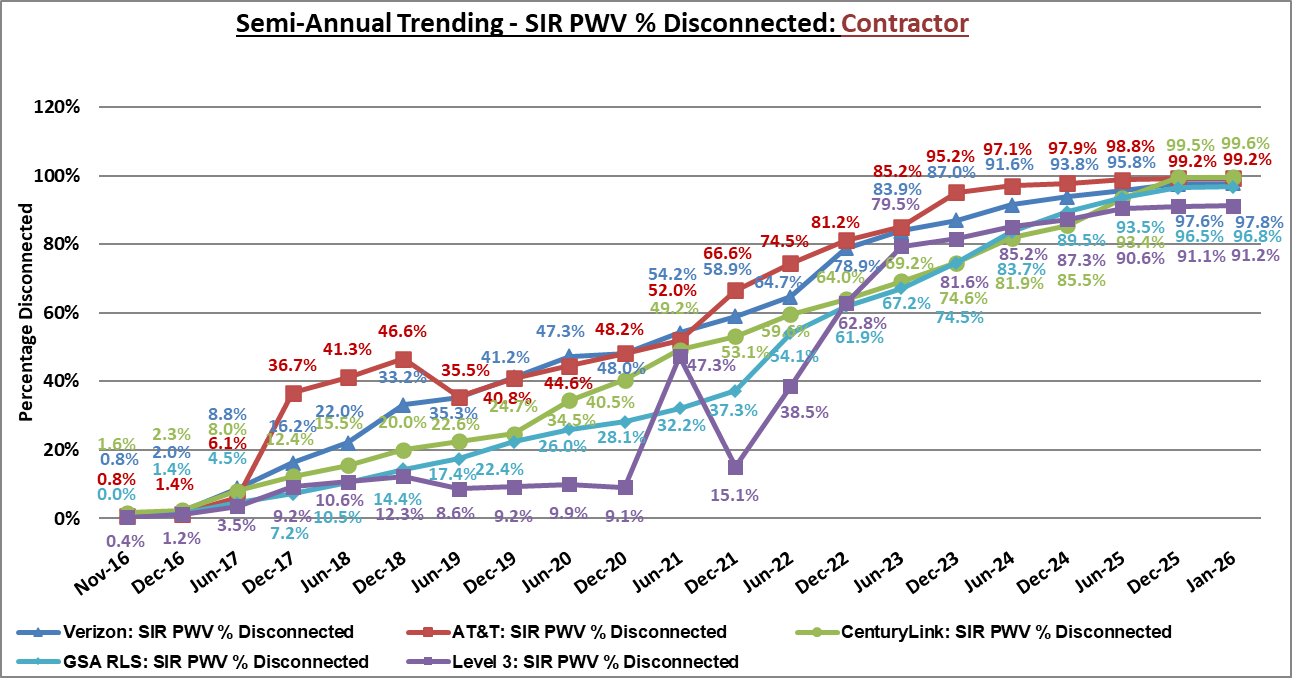 Semi-Annual Trending - SIR PWV % Disconnected: Contractor
Percentage Disconnected
120%
100%
80%
60%
40%
20%
0%
99.5% 99.6%
95.2% 97.1% 97.9% 98.8% 99.2% 99.2%
85.2% 87.0% 91.6% 93.8% 95.8%
83.9%
79.5%
81.2%
74.5%
66.6%
54.2% 58.9% 64.7% 78.9%
52.0%
49.2%
64.0% 69.2%
85.2% 89.5% 93.5% 97.6% 97.8%
83.7% 93.4% 96.5% 96.8%
81.9% 87.3% 90.6% 91.1% 91.2%
85.5%
81.6%
74.6%
74.5%
67.2%
62.8%
61.9%
59.6%
54.1%
53.1%
47.3%
38.5%
37.3%
15.1%
46.6%
41.3%
36.7%
33.2%
35.5% 41.2% 47.3% 48.2%
48.0%
35.3% 40.8% 44.6%
24.7% 34.5% 40.5%
8.8% 16.2% 22.0%
8.0% 12.4% 15.5% 20.0% 22.6%
6.1%
4.5%
1.6% 2.3%
0.8% 2.0%
0.8% 1.4%
0.0% 1.4%
17.4% 22.4% 26.0% 28.1% 32.2%
10.6% 14.4%
0.4% 1.2% 3.5% 9.2% 10.5% 12.3% 8.6% 9.2% 9.9% 9.1%
7.2%
Nov-16 Dec-16 Jun-17 Dec-17 Jun-18 Dec-18 Jun-19 Dec-19 Jun-20 Dec-20 Jun-21 Dec-21 Jun-22 Dec-22 Jun-23 Dec-23 Jun-24 Dec-24 Jun-25 Dec-25 Jan-26
Verizon: SIR PWV % Disconnected AT&T: SIR PWV % Disconnected CenturyLink: SIR PWV % Disconnected
GSA RLS: SIR PWV % Disconnected Level 3: SIR PWV % Disconnected